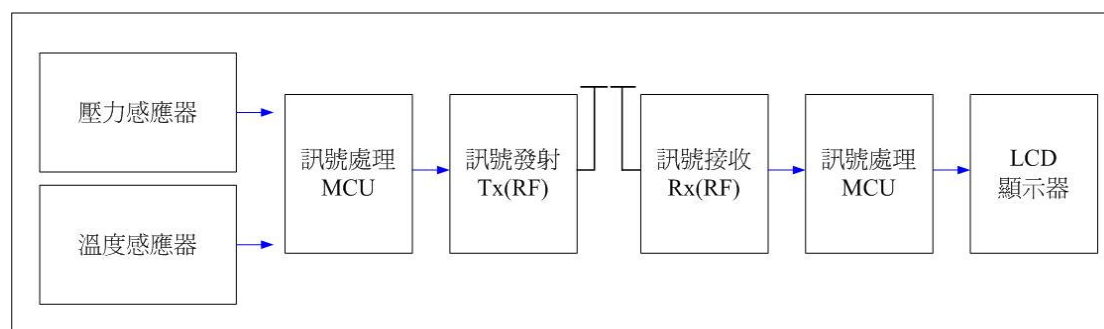 壓力感應器
溫度感應器
訊號處理
MCU
訊號發射
Tx(RF)
訊號接收
Rx(RF)
訊號處理
MCU
LCD
顯示器